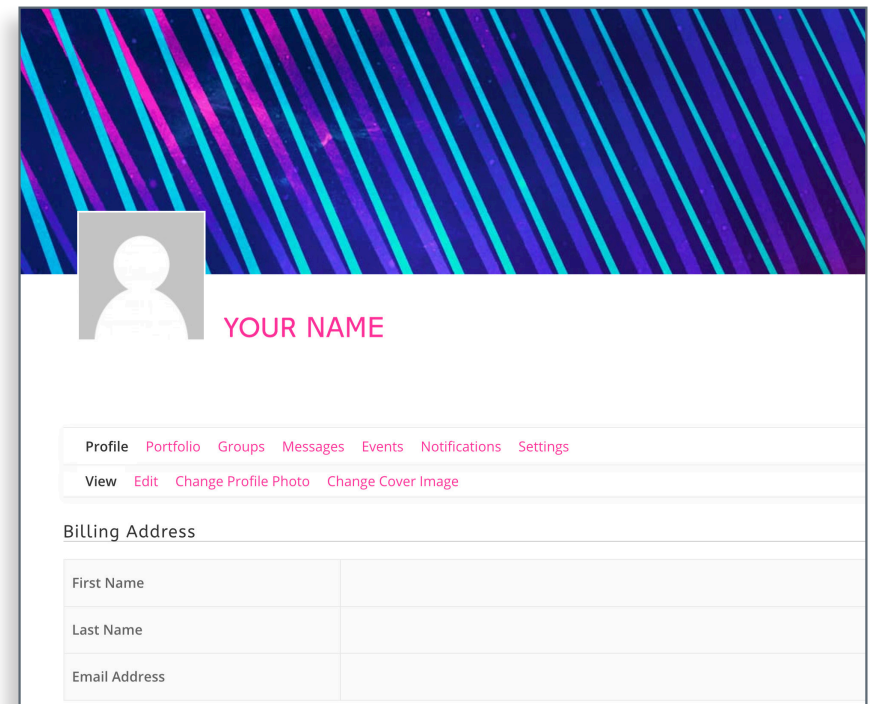 YOUR NAME
Profile Portfolio Groups Messages Events Notifications Settings
View Edit Change Profile Photo Change Cover Image
Billing Address
First Name
Last Name
Email Address